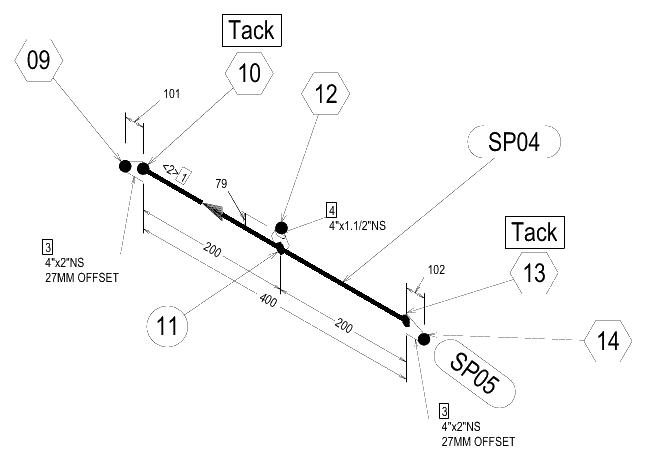 Tack
09
10
12
101
SP04
<2>
1
79
4
4"x1.1/2"NS
Tack
3
4"x2"NS
27MM OFFSET
200
102
13
400
11
200
14
SP05
3
4"x2"NS
27MM OFFSET